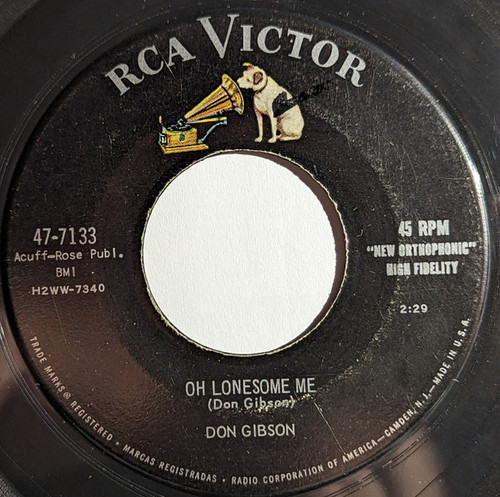 RCA VICTOR
47-7133
Acuff-Rose Publ.
BMI
H2WW-7340
45 RPM
"NEW ORTHOPHONIC"
HIGH FIDELITY
2:29
OH LONESOME ME
(Don Gibson)
DON GIBSON
TRADE MARKS ® REGISTERED • MARCAS REGISTRADAS • RADIO CORPORATION OF AMERICA—CAMDEN, N. J.—MADE IN U.S.A.